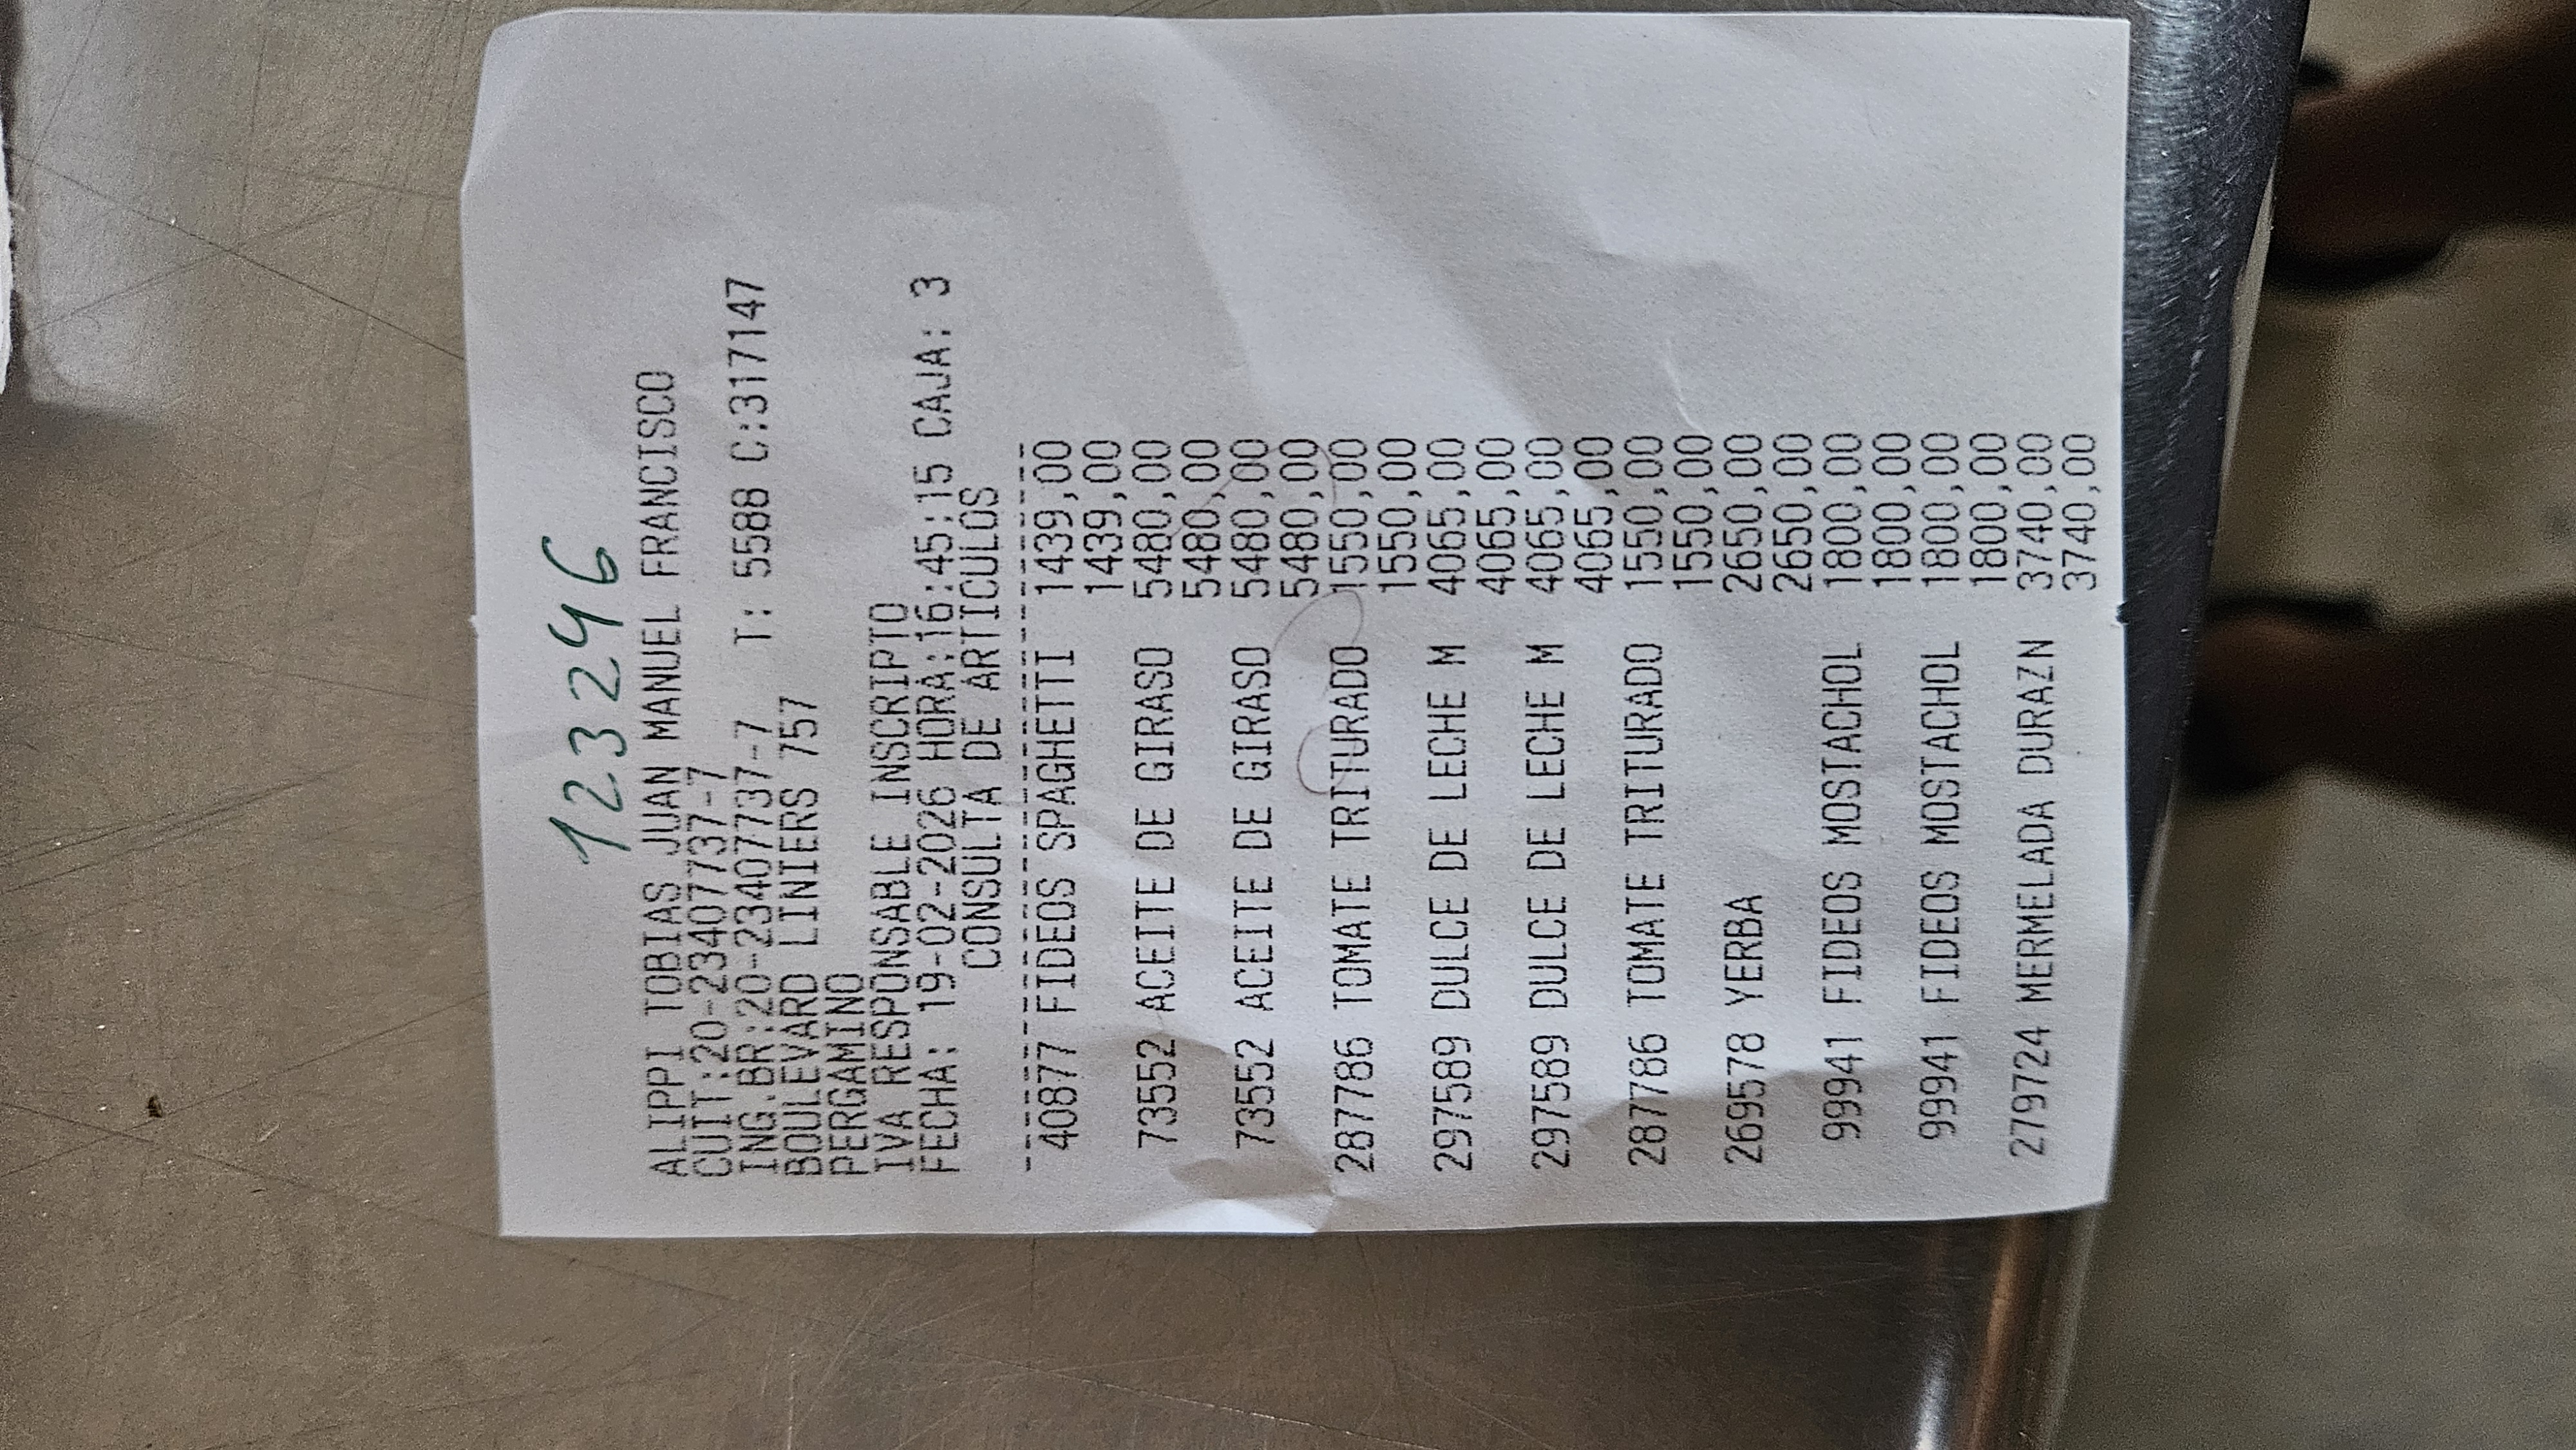 123246
ALIPPI TOBIAS JUAN MANUEL FRANCISCO
CUIT:20-23407737-7
ING.BR:20-23407737-7 T: 5588 C:317147
BOULEVARD LINIERS 757
PERGAMINO
IVA RESPONSABLE INSCRIPTO
FECHA: 19-02-2026 HORA:16:45:15 CAJA: 3
CONSULTA DE ARTICULOS
40877 FIDEOS SPAGHETTI 1439,00
1439,00
73552 ACEITE DE GIRASO 5480,00
5480,00
73552 ACEITE DE GIRASO 5480,00
5480,00
287786 TOMATE TRITURADO 1550,00
1550,00
297589 DULCE DE LECHE M 4065,00
4065,00
297589 DULCE DE LECHE M 4065,00
4065,00
287786 TOMATE TRITURADO 1550,00
1550,00
269578 YERBA 2650,00
2650,00
99941 FIDEOS MOSTACHOL 1800,00
1800,00
99941 FIDEOS MOSTACHOL 1800,00
1800,00
279724 MERMELADA DURAZN 3740,00
3740,00